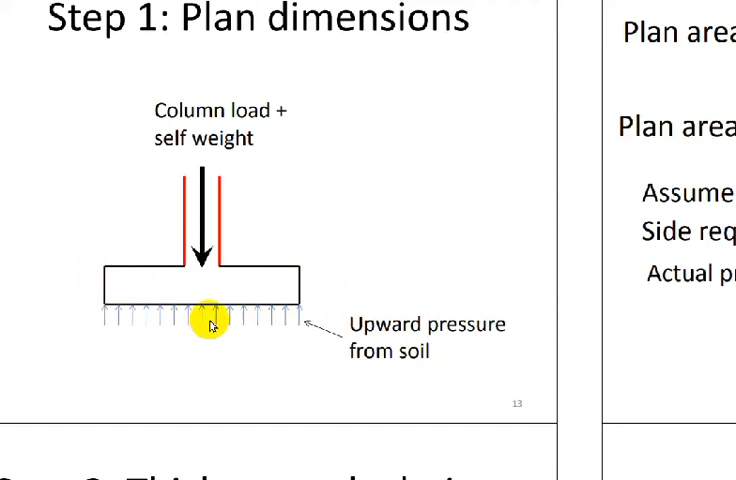 Step 1: Plan dimensions
Column load +
self weight
Upward pressure
from soil
13
Plan area
Plan area
Assume
Side req
Actual pr